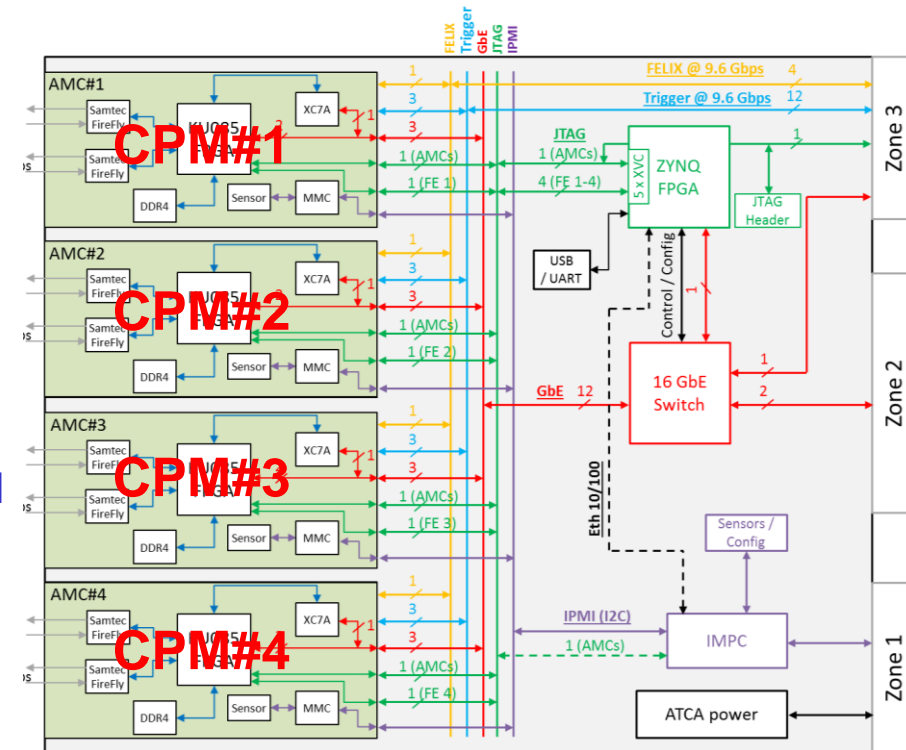 FELIX
Trigger
GbE
JTAG
IPMI
AMC#1
Samtec
FireFly
Samtec
FireFly
DDR4
XC7A
1
Sensor
MMC
CPM#1
1
3
3
1 (AMCs)
1 (FE 1)
AMC#2
Samtec
FireFly
Samtec
FireFly
DDR4
XC7A
1
Sensor
MMC
CPM#2
1
3
3
1 (AMCs)
1 (FE 2)
AMC#3
Samtec
FireFly
Samtec
FireFly
DDR4
XC7A
1
Sensor
MMC
CPM#3
1
3
3
1 (AMCs)
1 (FE 3)
AMC#4
Samtec
FireFly
Samtec
FireFly
DDR4
XC7A
1
Sensor
MMC
CPM#4
1
3
3
1 (AMCs)
1 (FE 4)
FELIX @ 9.6 Gbps 4
Trigger @ 9.6 Gbps 12
JTAG
1 (AMCs)
4 (FE 1-4)
5 x XVC
ZYNQ
FPGA
1
JTAG
Header
USB
/ UART
Control / Config
1
GbE 12
16 GbE
Switch
1
2
Eth 10/100
Sensors /
Config
IPMI (I2C)
1 (AMCs)
IMPC
ATCA power
Zone 3
Zone 2
Zone 1